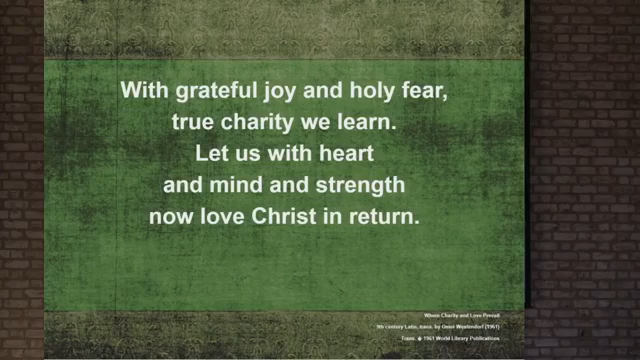 With grateful joy and holy fear,
true charity we learn.
Let us with heart
and mind and strength
now love Christ in return.
Where Charity and Love Prevail
9th century Latin, trans. by Omer Westendorf (1961)
Trans. � 1961 World Library Publications